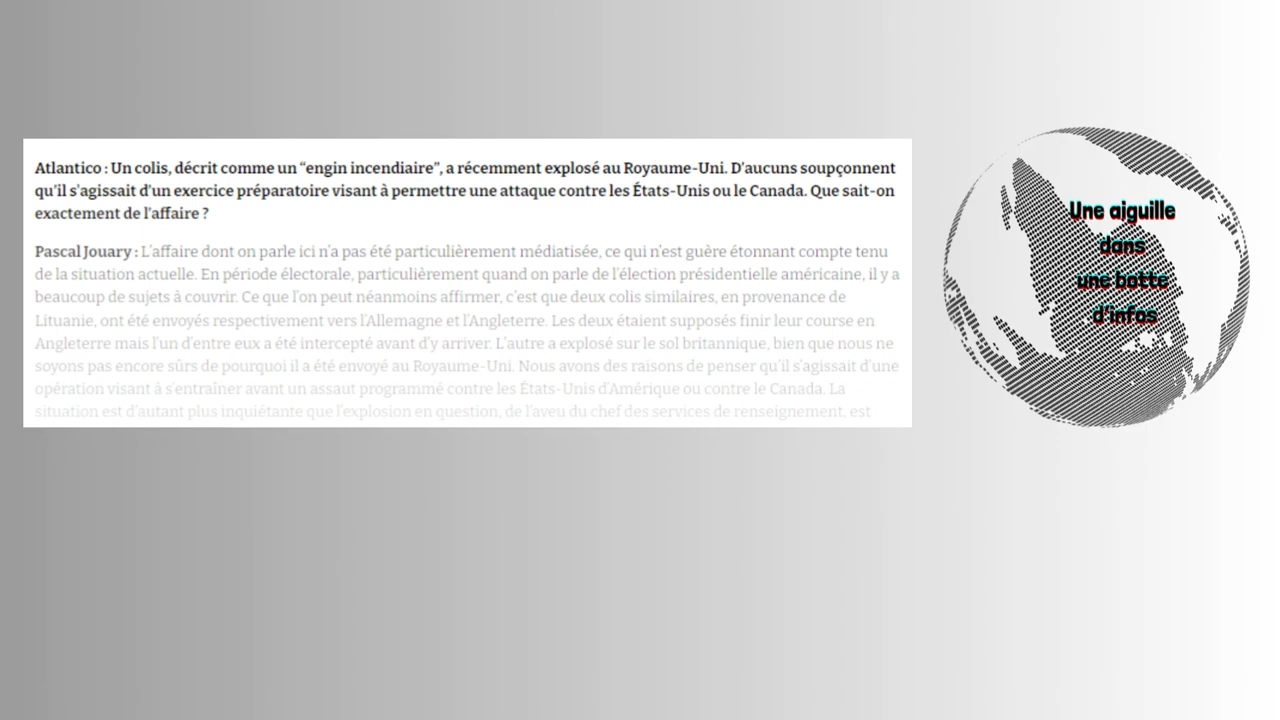 Atlantico : Un colis, décrit comme un “engin incendiaire”, a récemment explosé au Royaume-Uni. D’aucuns soupçonnent
qu’il s’agissait d’un exercice préparatoire visant à permettre une attaque contre les États-Unis ou le Canada. Que sait-on
exactement de l’affaire ?
Pascal Jouary : L’affaire dont on parle ici n’a pas été particulièrement médiatisée, ce qui n’est guère étonnant compte tenu
de la situation actuelle. En période électorale, particulièrement quand on parle de l’élection présidentielle américaine, il y a
beaucoup de sujets à couvrir. Ce que l’on peut néamoins affirmer, c’est que deux colis similaires, en provenance de
Lituanie, ont été envoyés respectivement vers l’Allemagne et l’Angleterre. Les deux étaient supposés finir leur course en
Angleterre mais l’un d’entre eux a été intercepté avant d’y arriver. L’autre a explosé sur le sol britannique, bien que nous ne
soyons pas encore sûrs de pourquoi il a été envoyé au Royaume-Uni. Nous avons des raisons de penser qu’il s’agissait d’une
opération visant à s’entraîner avant un assaut programmé contre les États-Unis d’Amérique ou contre le Canada. La
situation est d’autant plus inquiétante que l’explosion en question, de l’aveu du chef des services de renseignement, est
Une aiguille
dans
une botte
d'infos